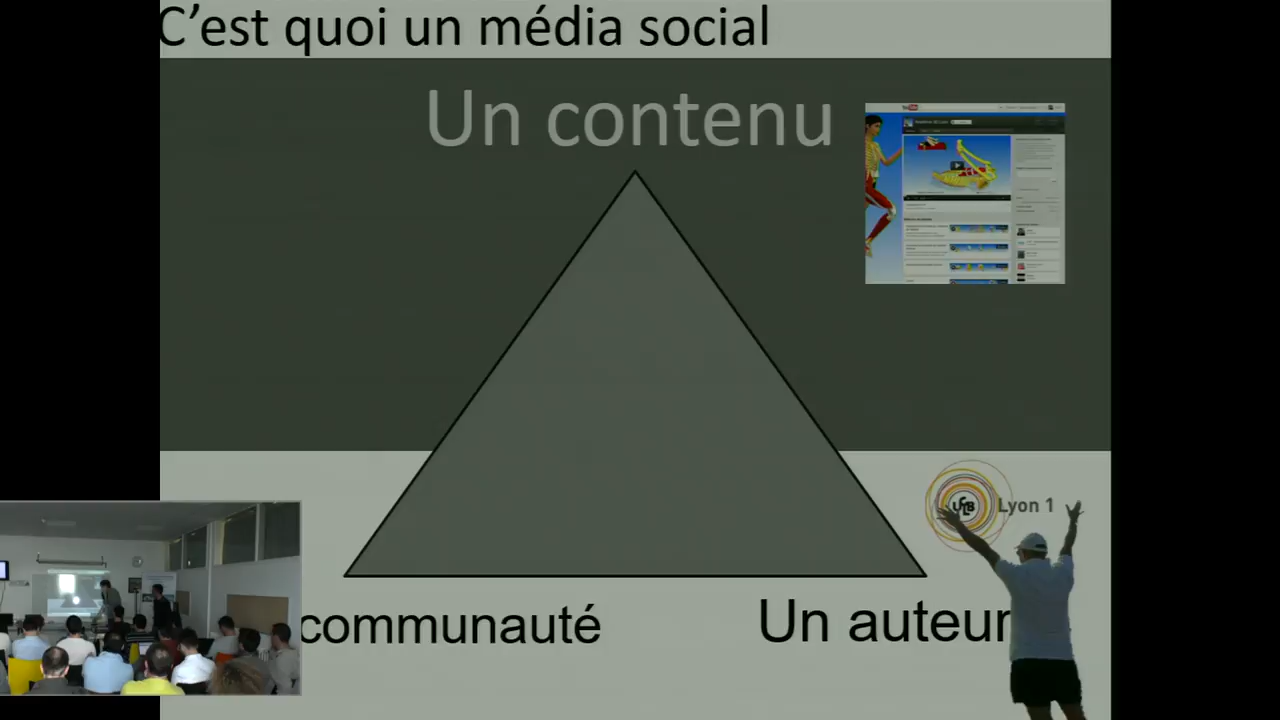 C'est quoi un média social
Un contenu
Lyon 1
communauté
Un auteur